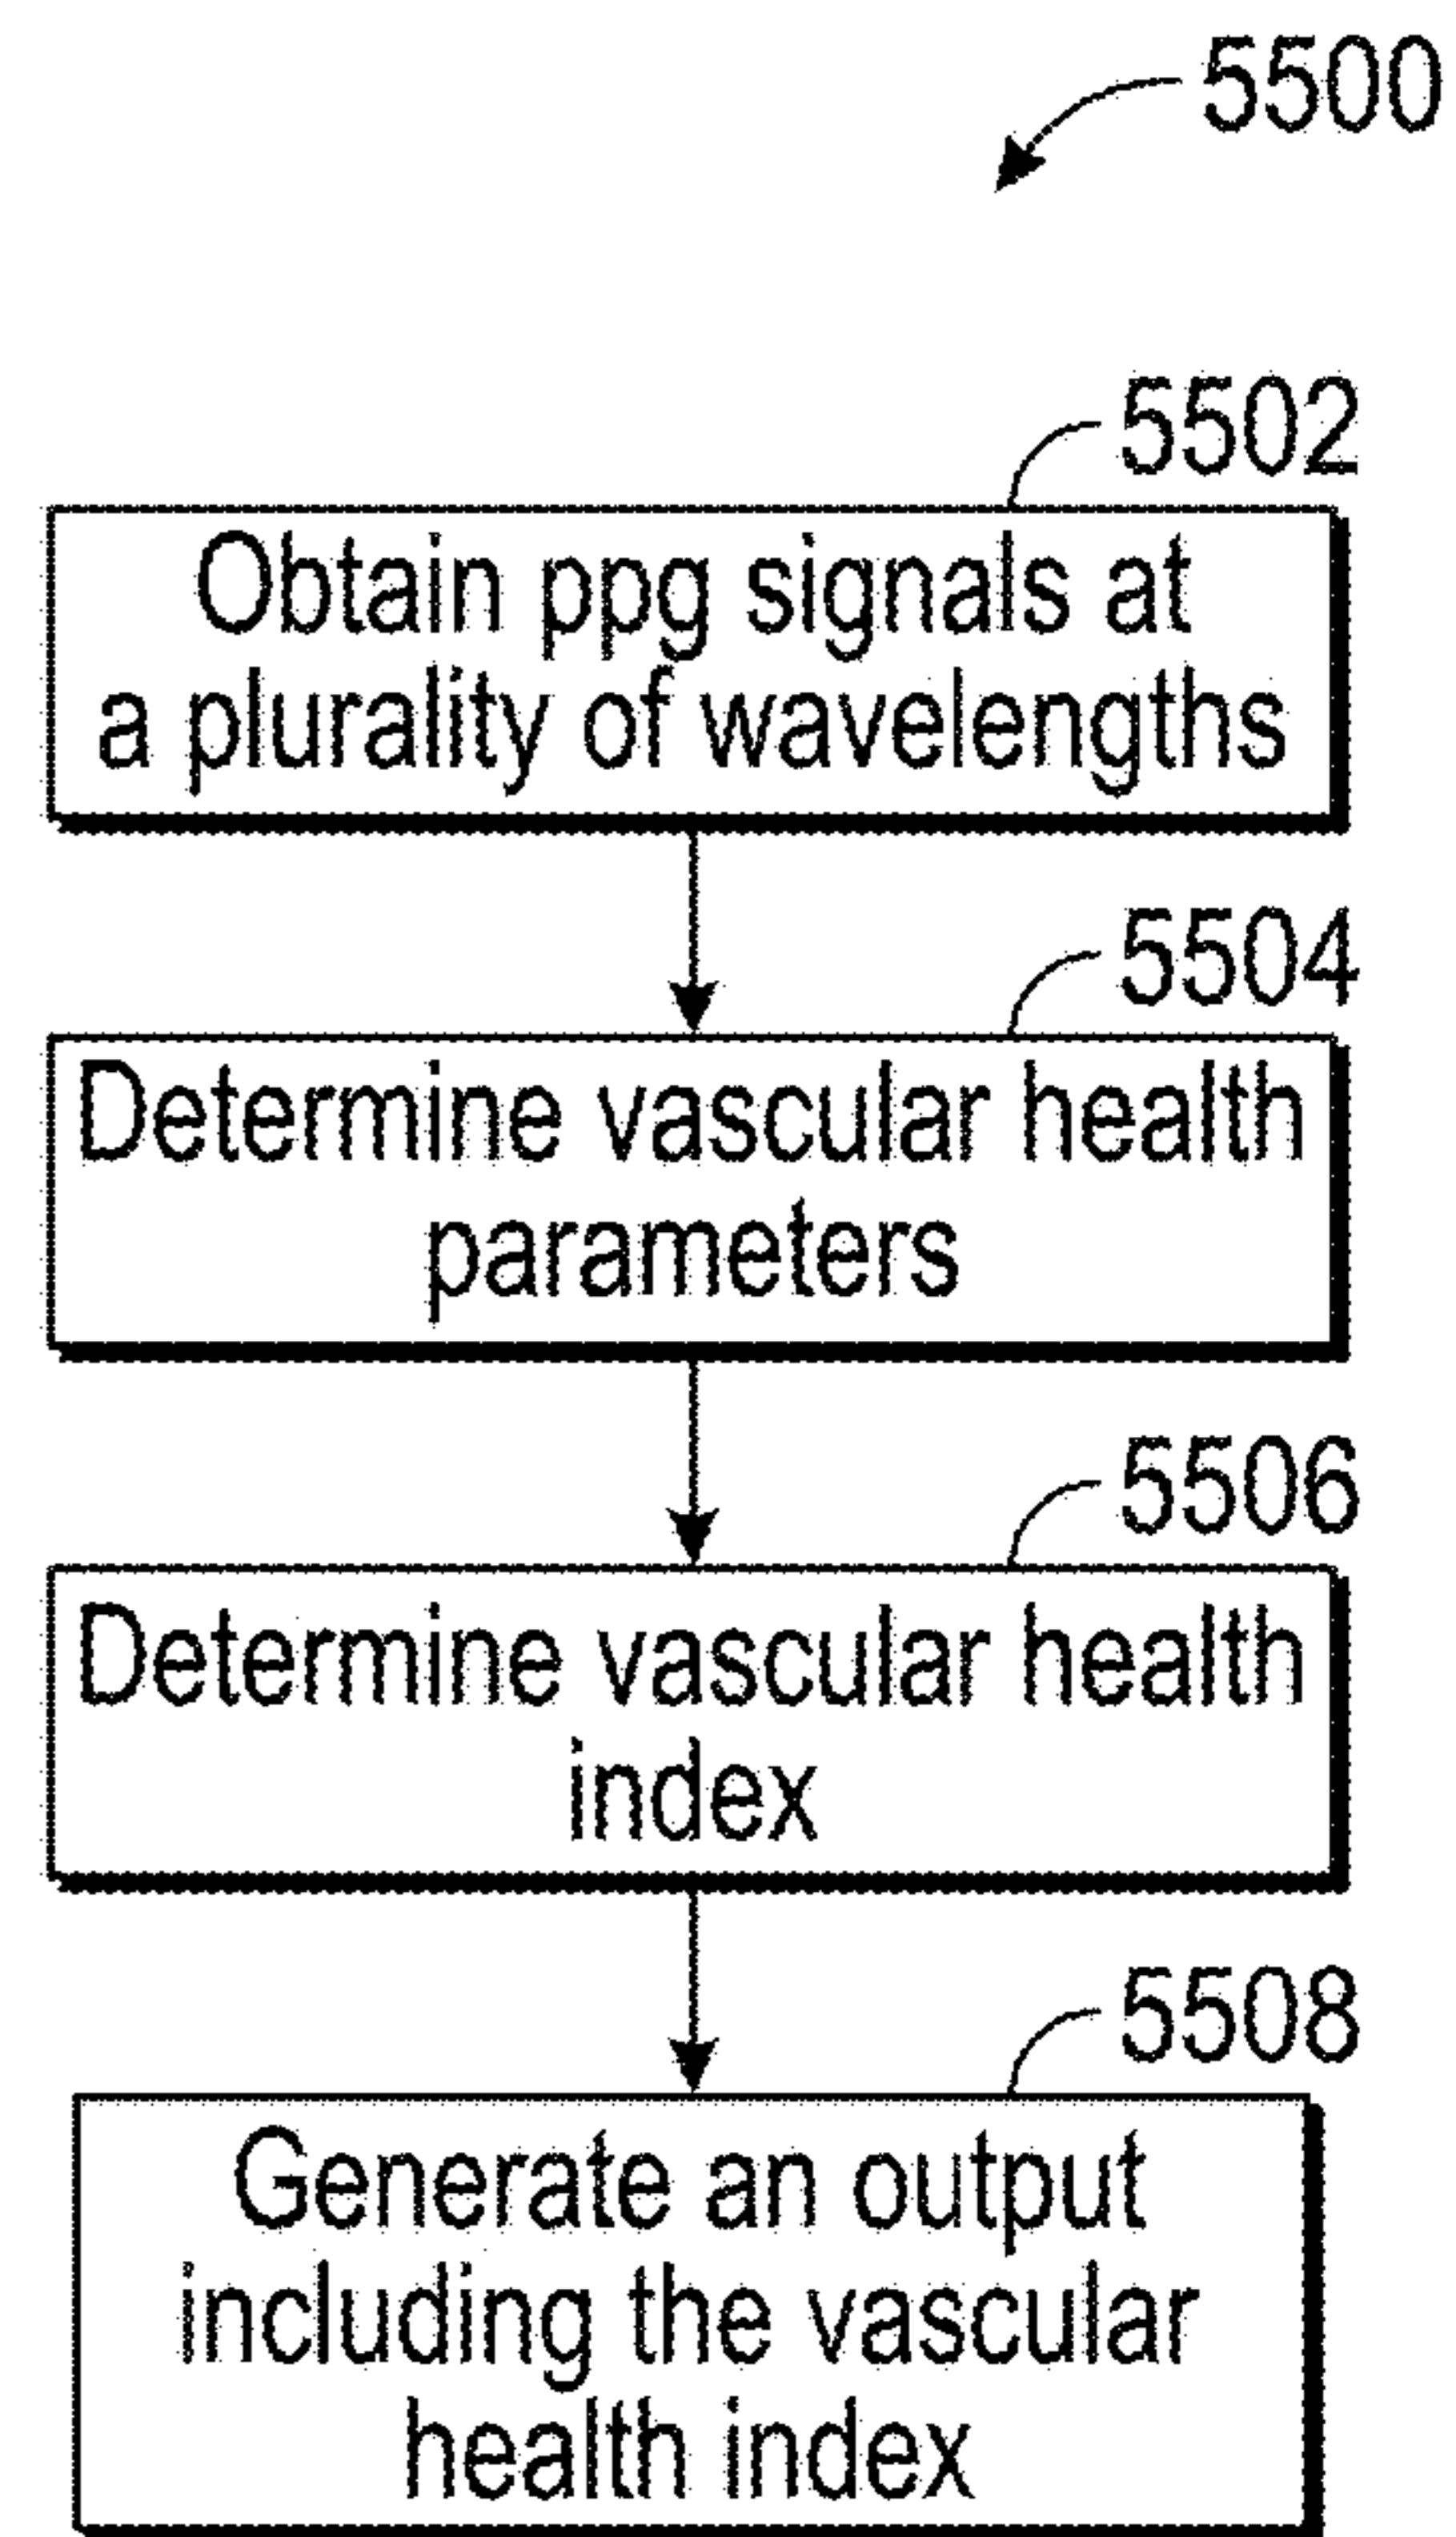 5500
5502
Obtain ppg signals at
a plurality of wavelengths
5504
Determine vascular health
parameters
5506
Determine vascular health
index
5508
Generate an output
including the vascular
health index